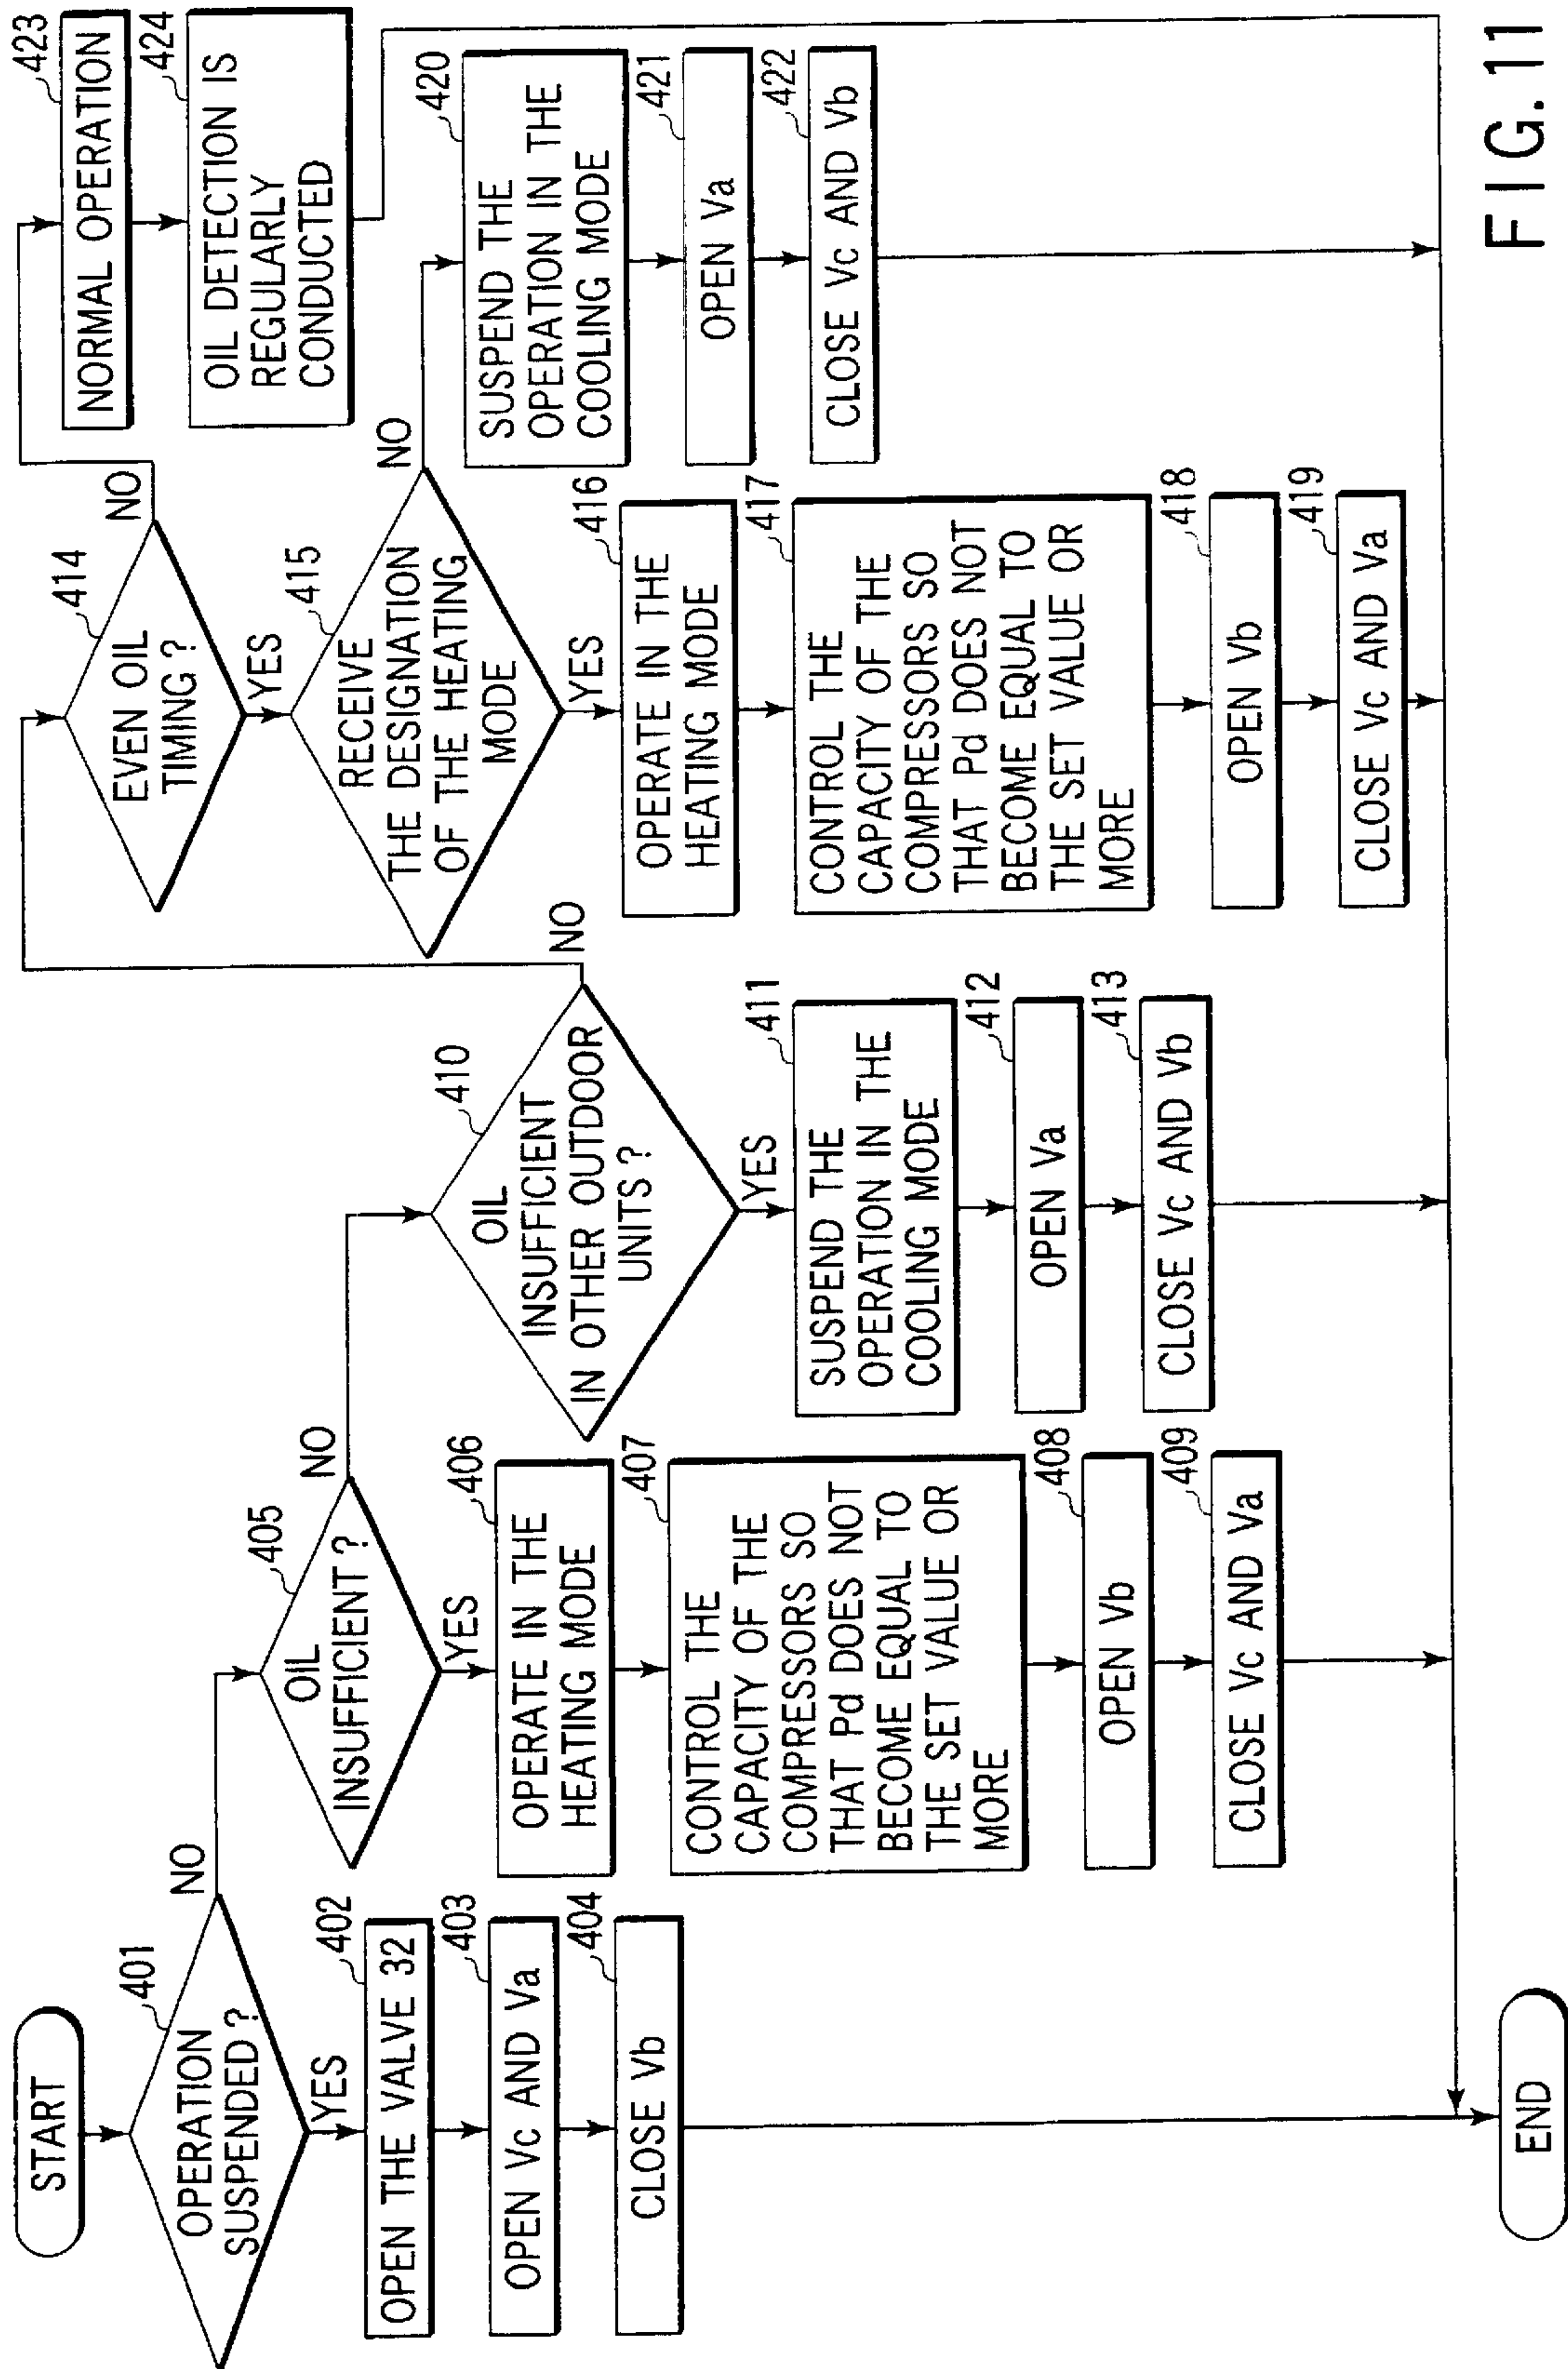 START
401
OPERATION
SUSPENDED ?
NO
YES
402
OPEN THE VALVE 32
403
OPEN Vc AND Va
404
CLOSE Vb
405
OIL
INSUFFICIENT ?
NO
YES
406
OPERATE IN THE
HEATING MODE
407
CONTROL THE
CAPACITY OF THE
COMPRESSORS SO
THAT Pd DOES NOT
BECOME EQUAL TO
THE SET VALUE OR
MORE
408
OPEN Vb
409
CLOSE Vc AND Va
410
OIL
INSUFFICIENT
IN OTHER OUTDOOR
UNITS ?
NO
YES
411
SUSPEND THE
OPERATION IN THE
COOLING MODE
412
OPEN Va
413
CLOSE Vc AND Vb
414
EVEN OIL
TIMING ?
NO
YES
415
RECEIVE
THE DESIGNATION
OF THE HEATING
MODE
NO
YES
416
OPERATE IN THE
HEATING MODE
417
CONTROL THE
CAPACITY OF THE
COMPRESSORS SO
THAT Pd DOES NOT
BECOME EQUAL TO
THE SET VALUE OR
MORE
418
OPEN Vb
419
CLOSE Vc AND Va
420
SUSPEND THE
OPERATION IN THE
COOLING MODE
421
OPEN Va
422
CLOSE Vc AND Vb
423
NORMAL OPERATION
424
OIL DETECTION IS
REGULARLY
CONDUCTED
END
FIG.11